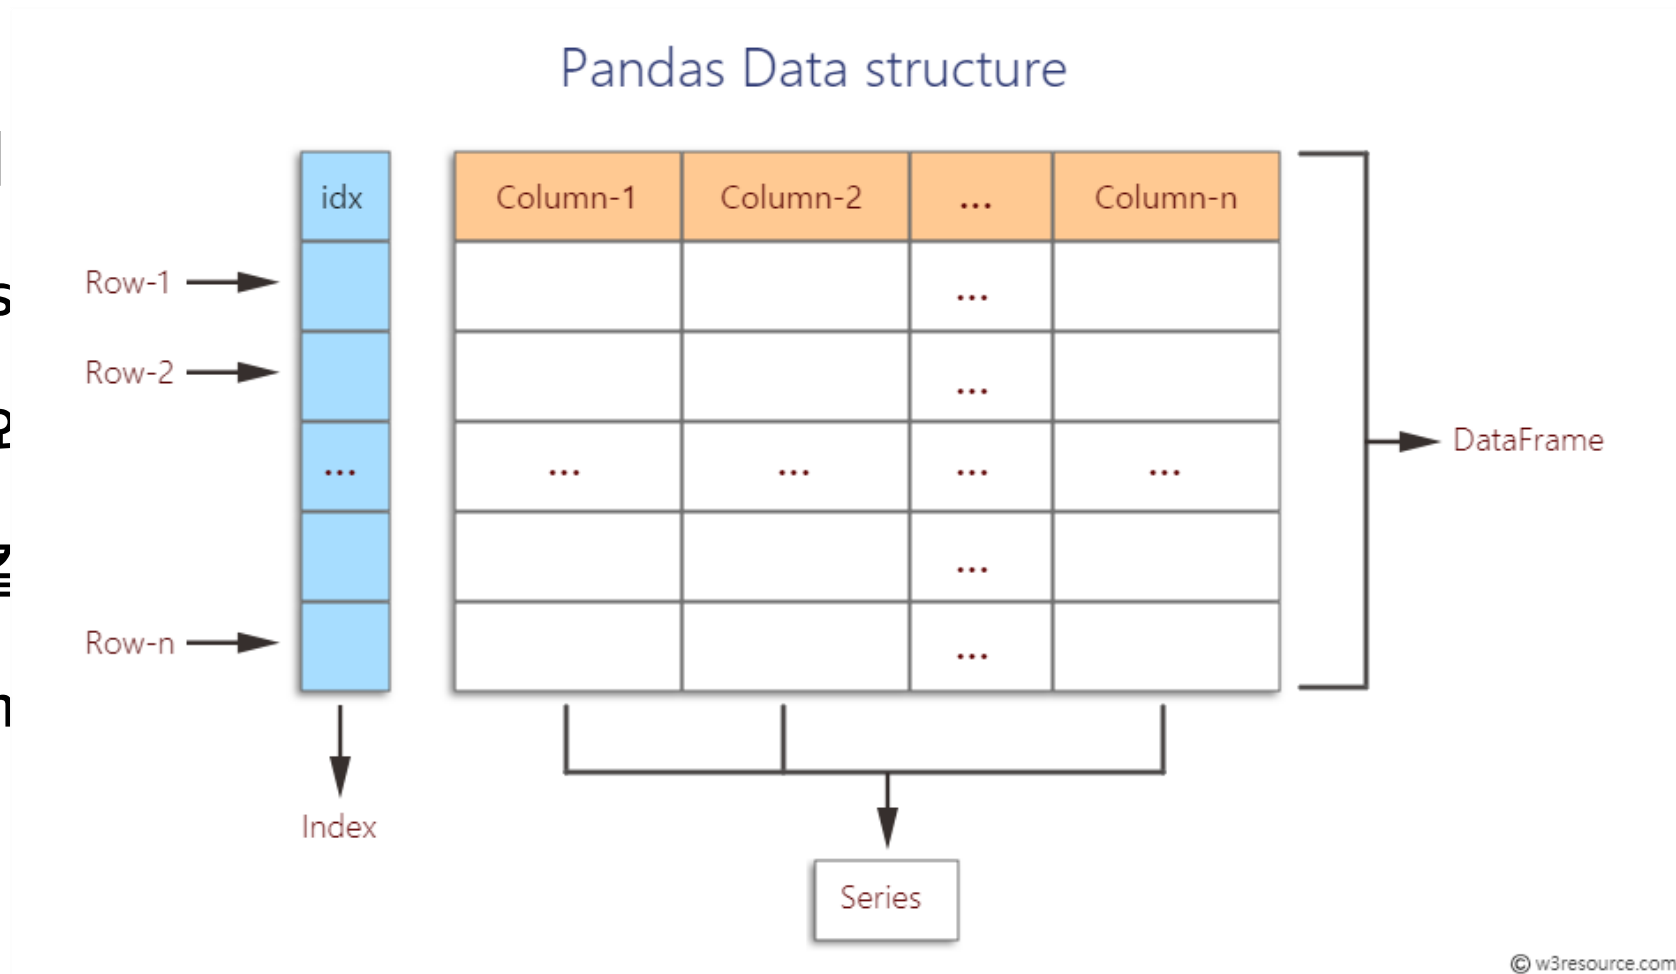 Pandas Data structure
idx Column-1 Column-2 ... Column-n
Row-1 ...
Row-2 ...
... ... ... ... ...
...
Row-n ...
DataFrame
Index
Series
© w3resource.com